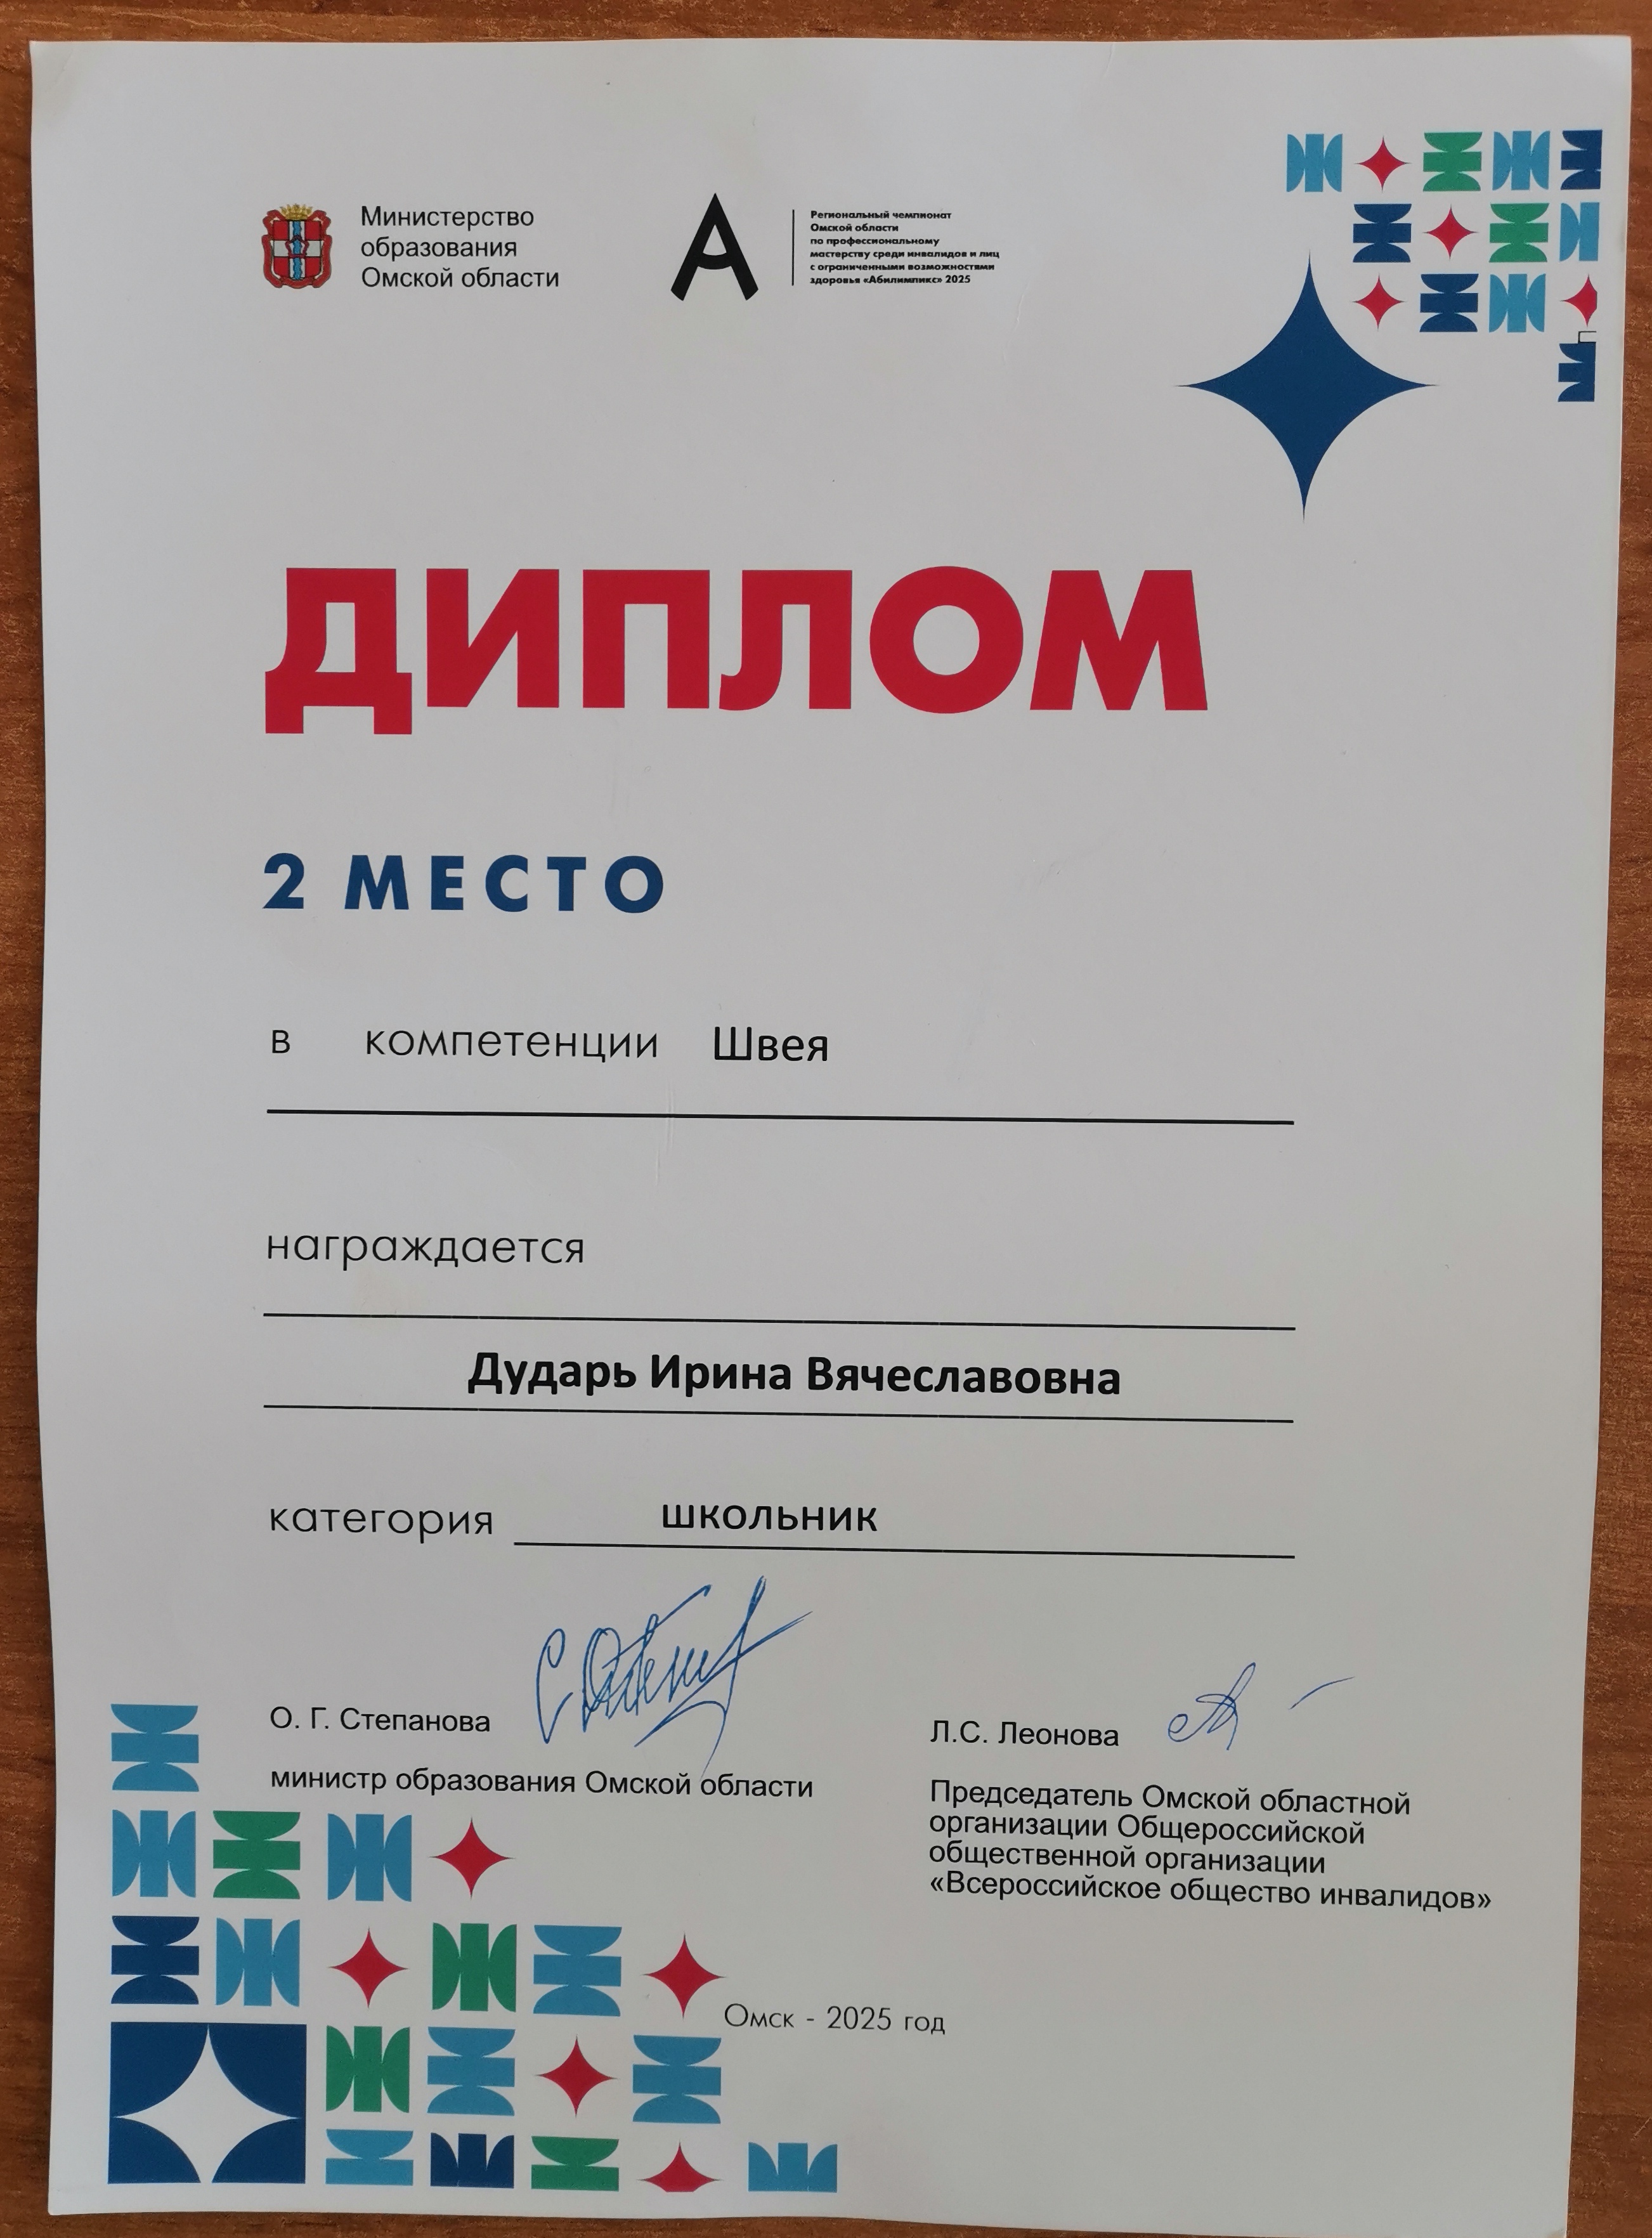 Министерство
образования
Омской области
Региональный чемпионат
Омской области
по профессиональному
мастерству среди инвалидов и лиц
с ограниченными возможностями
здоровья «Абилимпикс» 2025
ДИПЛОМ
2 МЕСТО
в компетенции Швея
награждается
Дударь Ирина Вячеславовна
категория школьник
О. Г. Степанова
министр образования Омской области
Л.С. Леонова
Председатель Омской областной
организации Общероссийской
общественной организации
«Всероссийское общество инвалидов»
Омск - 2025 год